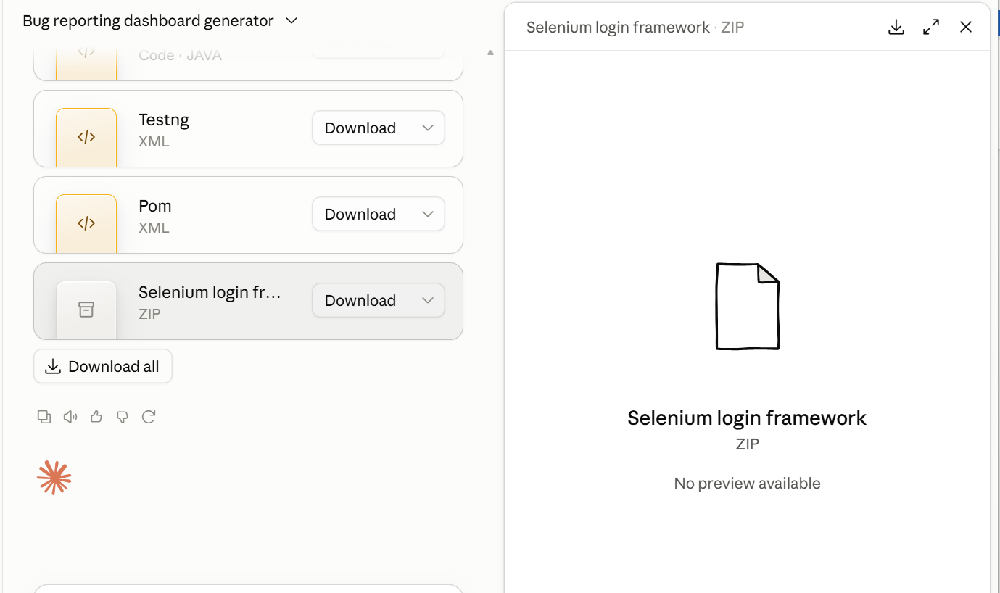 Bug reporting dashboard generator
Code · JAVA
Testng
XML
Download
Pom
XML
Download
Selenium login fr...
ZIP
Download
Download all
Selenium login framework · ZIP
Selenium login framework
ZIP
No preview available